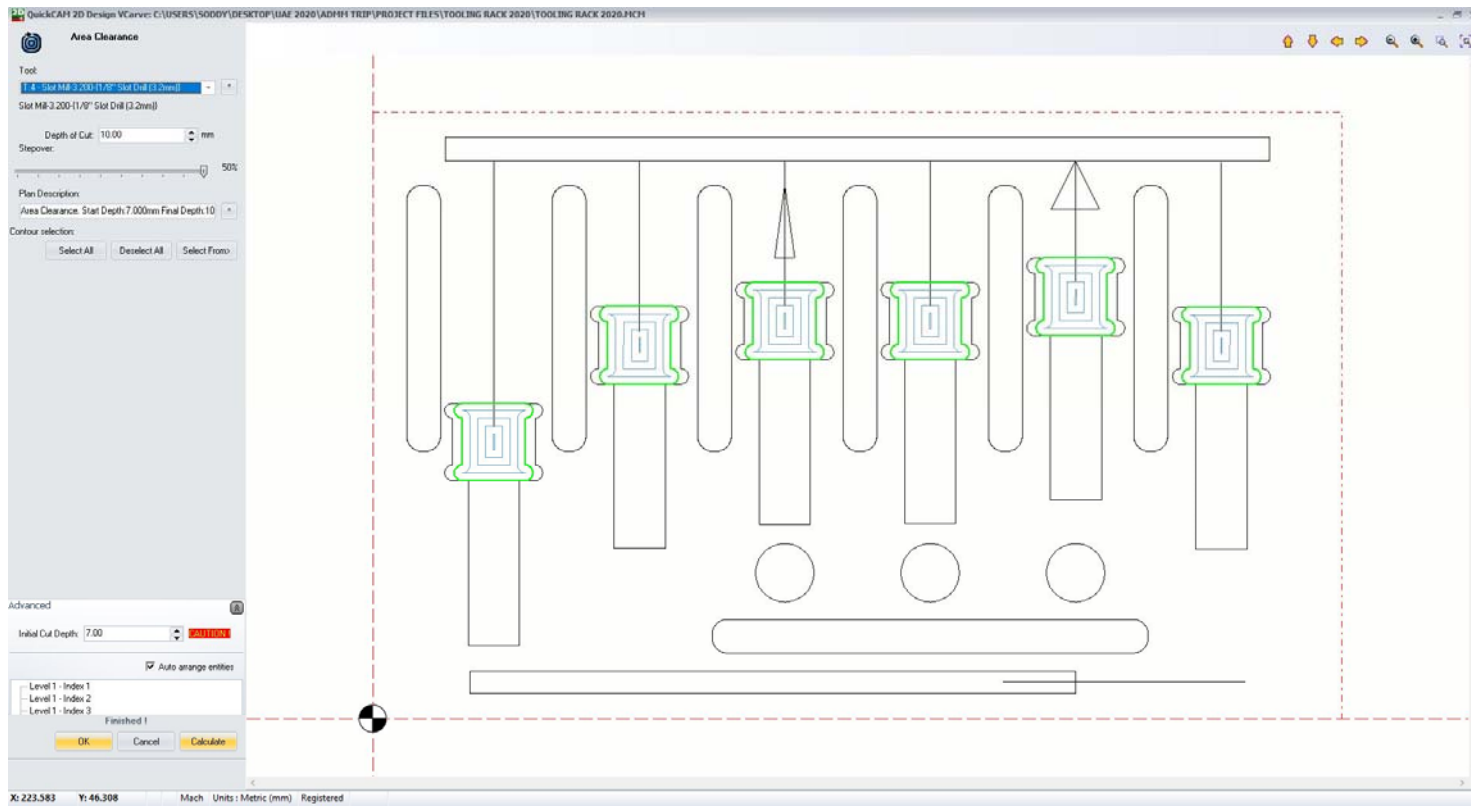 QuickCAM 2D Design VCarve: C:\USERS\SODDY\DESKTOP\UAE 2020\ADMM TRIP\PROJECT FILES\TOOLING RACK 2020\TOOLING RACK 2020.MCM
Area Clearance
Tool:
T:4 - Slot Mill-3.200-[1/8" Slot Drill (3.2mm)]
Slot Mill-3.200-[1/8" Slot Drill (3.2mm)]
Depth of Cut: 10.00 mm
Stepover:
50%
Plan Description:
Area Clearance. Start Depth:7.000mm Final Depth:10
Contour selection:
Select All Deselect All Select From>
Advanced
Initial Cut Depth: 7.00 CAUTION !
Auto arrange entities
Level 1 - Index 1
Level 1 - Index 2
Level 1 - Index 3
Finished !
OK Cancel Calculate
X: 223.583 Y: 46.308 Mach Units : Metric (mm) Registered